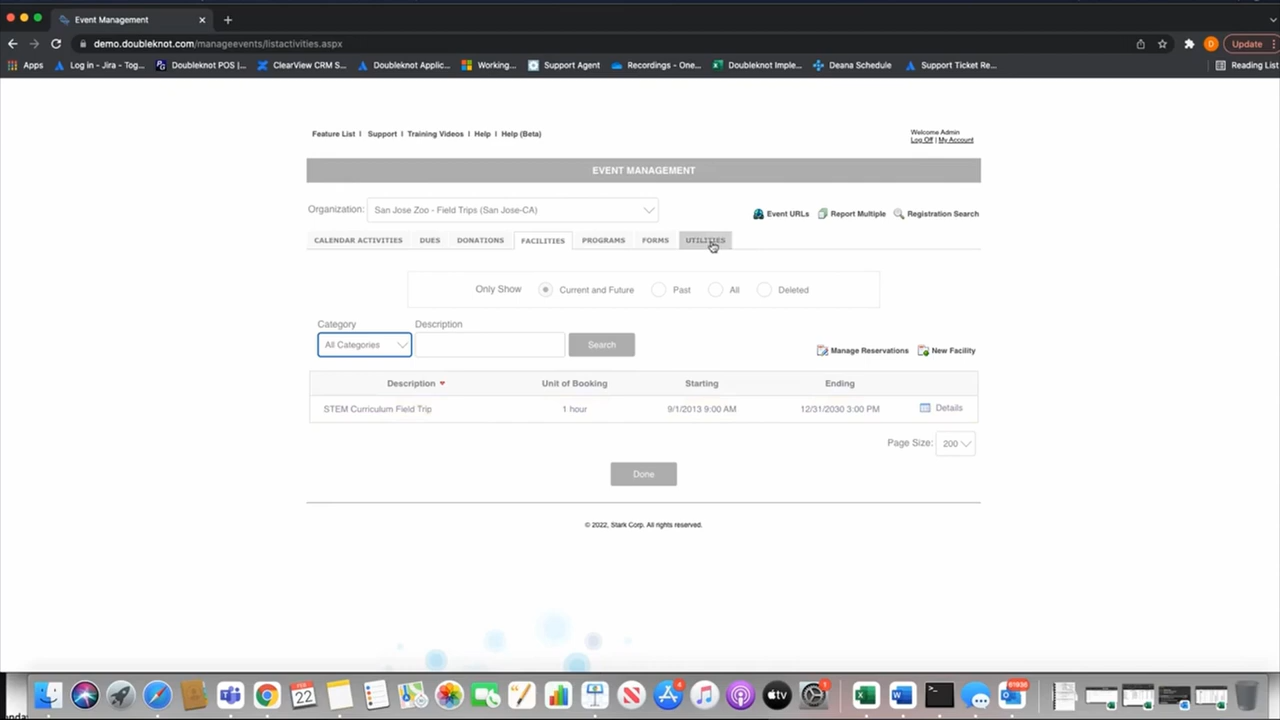 Event Management
demo.doubleknot.com/manageevents/listactivities.aspx
Update
Apps
Log in - Jira - Tog...
Doubleknot POS |...
ClearView CRM S...
Doubleknot Applic...
Working...
Support Agent
Recordings - One...
Doubleknot Imple...
Deana Schedule
Support Ticket Re...
Reading List
Feature List | Support | Training Videos | Help | Help (Beta)
Welcome Admin
Log Off | My Account
EVENT MANAGEMENT
Organization: San Jose Zoo - Field Trips (San Jose-CA)
Event URLs Report Multiple Registration Search
CALENDAR ACTIVITIES DUES DONATIONS FACILITIES PROGRAMS FORMS UTILITIES
Only Show Current and Future Past All Deleted
Category Description
All Categories Search
Manage Reservations New Facility
Description Unit of Booking Starting Ending
STEM Curriculum Field Trip 1 hour 9/1/2013 9:00 AM 12/31/2030 3:00 PM Details
Page Size: 200
Done
© 2022, Stark Corp. All rights reserved.
FEB
22
tv